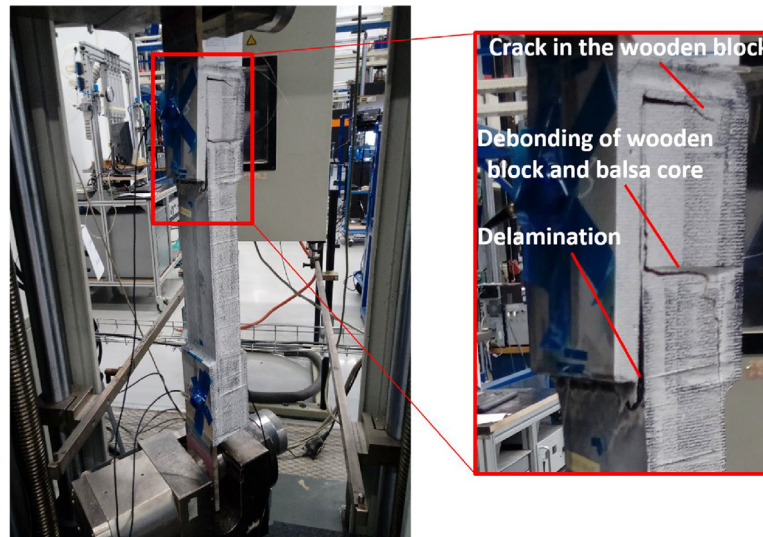 Crack in the wooden block
Debonding of wooden
block and balsa core
Delamination